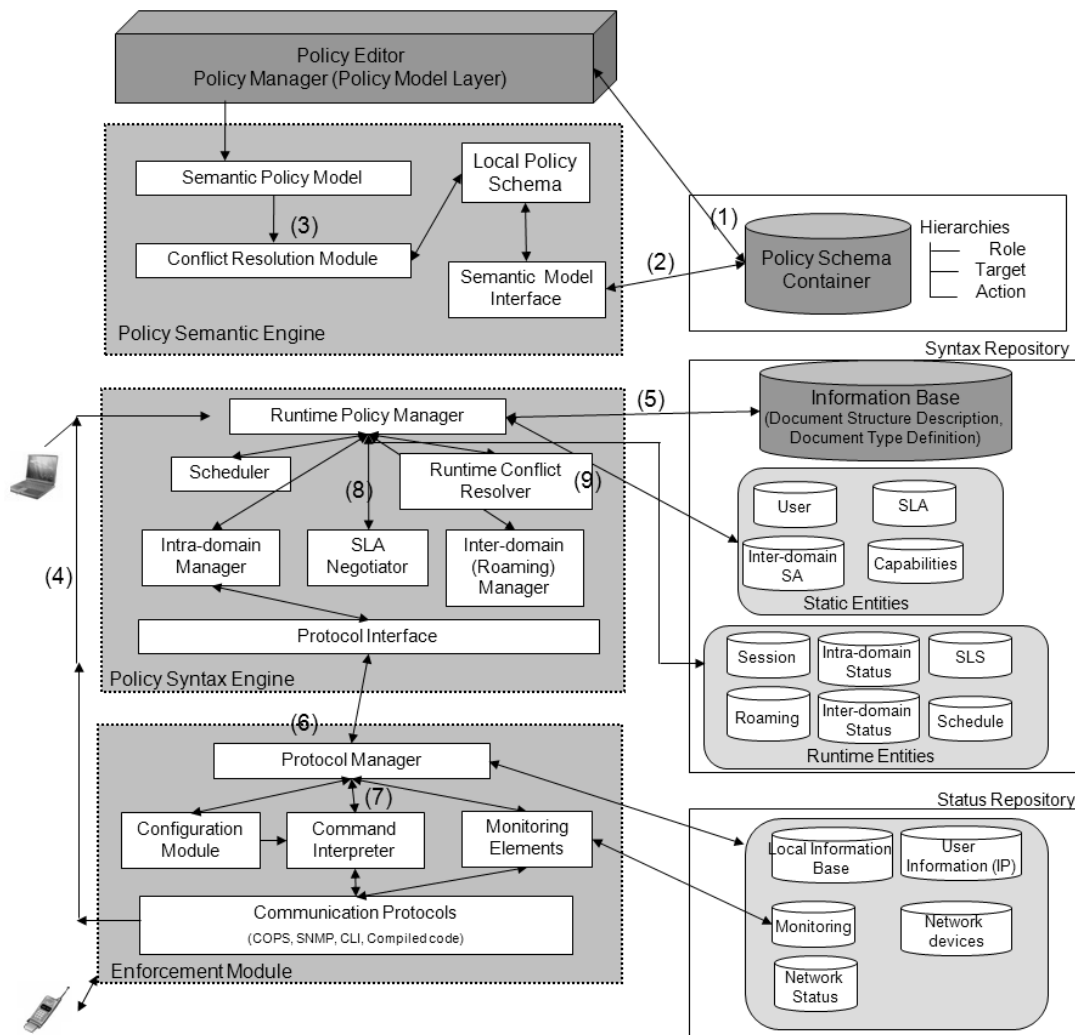 Policy Editor
Policy Manager (Policy Model Layer)
Semantic Policy Model
(3)
Conflict Resolution Module
Local Policy
Schema
Semantic Model
Interface
Policy Semantic Engine
(1)
(2)
Policy Schema
Container
Hierarchies
Role
Target
Action
Syntax Repository
Runtime Policy Manager
(5)
Information Base
(Document Structure Description,
Document Type Definition)
Scheduler
(8)
Runtime Conflict
Resolver
(9)
Intra-domain
Manager
SLA
Negotiator
Inter-domain
(Roaming)
Manager
Protocol Interface
Policy Syntax Engine
(4)
User
SLA
Inter-domain
SA
Capabilities
Static Entities
Session
Intra-domain
Status
SLS
Roaming
Inter-domain
Status
Schedule
Runtime Entities
(6)
Protocol Manager
(7)
Configuration
Module
Command
Interpreter
Monitoring
Elements
Communication Protocols
(COPS, SNMP, CLI, Compiled code)
Enforcement Module
Status Repository
Local Information
Base
User
Information (IP)
Monitoring
Network
devices
Network
Status